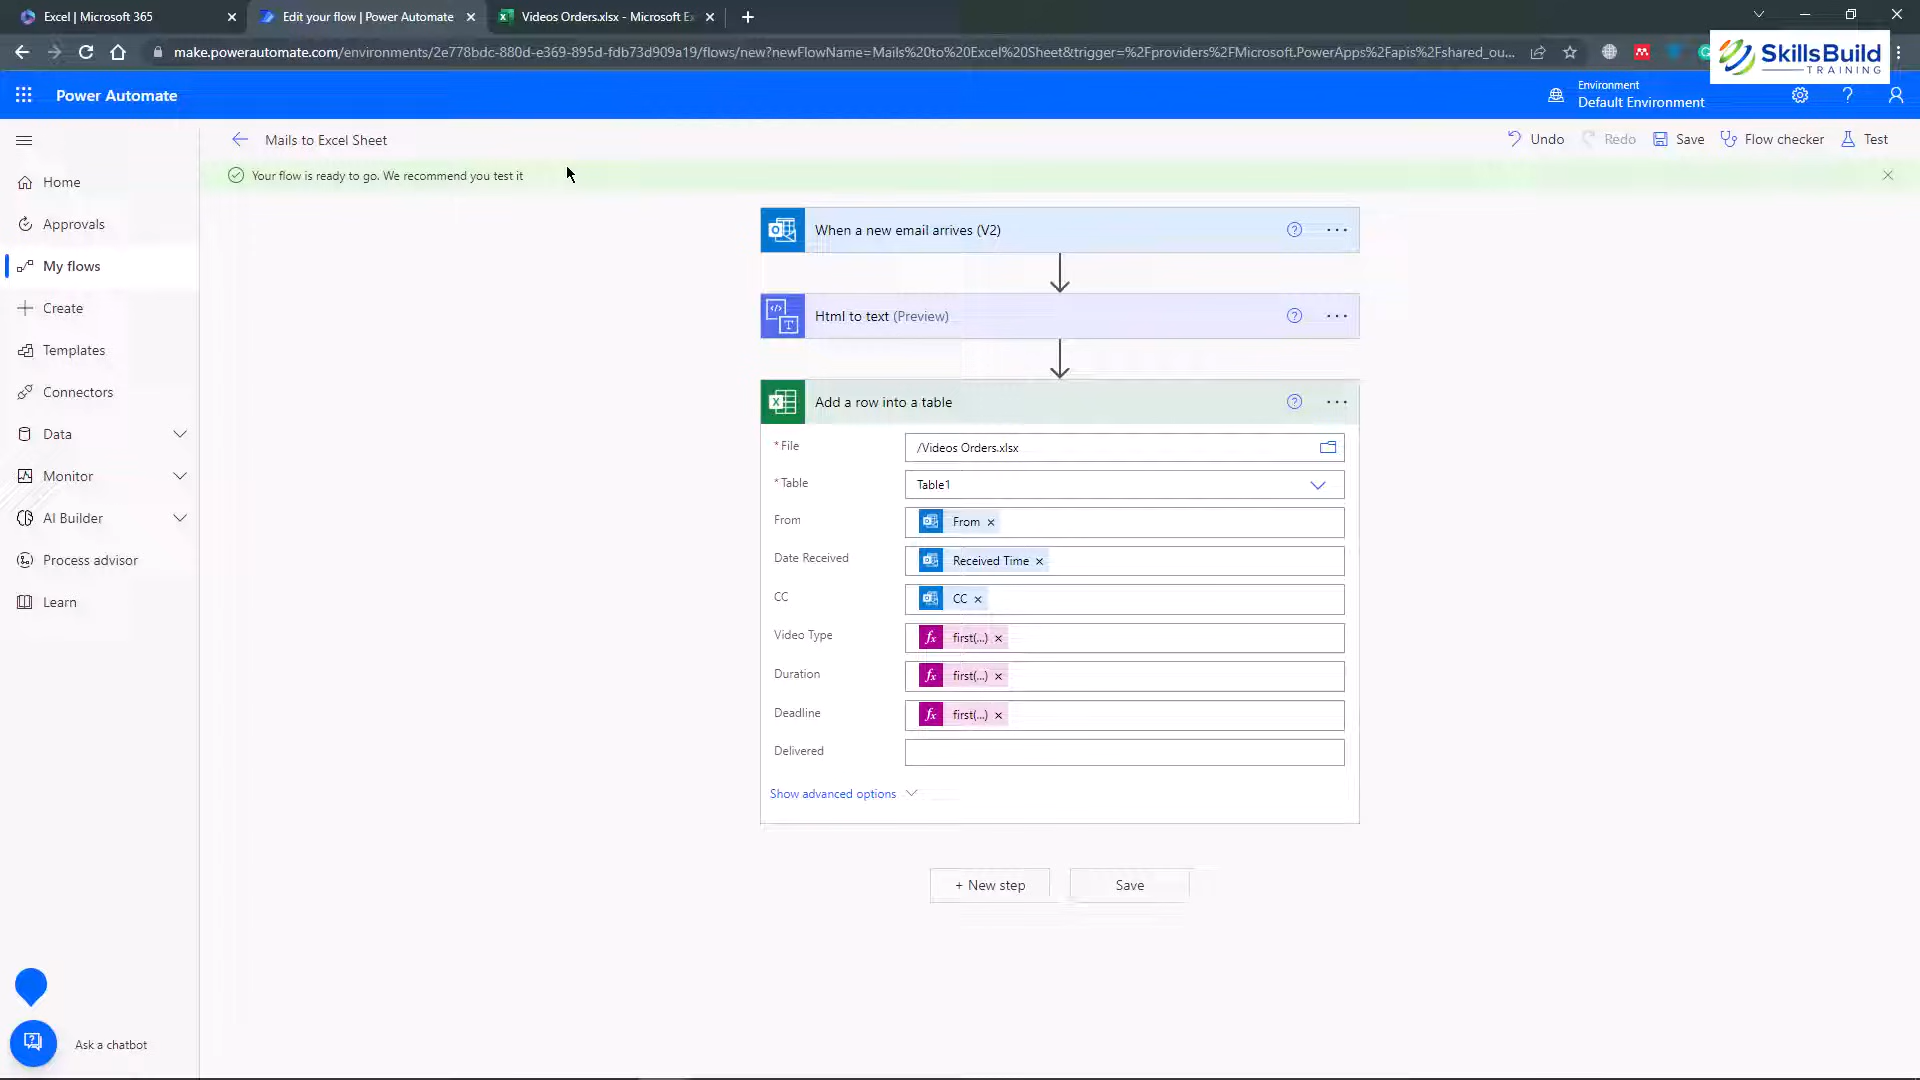 Excel | Microsoft 365
Edit your flow | Power Automate
Videos Orders.xlsx - Microsoft Ex
make.powerautomate.com/environments/2e778bdc-880d-e369-895d-fdb73d909a19/flows/new?newFlowName=Mails%20to%20Excel%20Sheet&trigger=%2Fproviders%2FMicrosoft.PowerApps%2Fapis%2Fshared_ou...
SkillsBuild
TRAINING
Power Automate
Environment
Default Environment
Mails to Excel Sheet
Undo
Redo
Save
Flow checker
Test
Your flow is ready to go. We recommend you test it
Home
Approvals
My flows
Create
Templates
Connectors
Data
Monitor
AI Builder
Process advisor
Learn
When a new email arrives (V2)
Html to text (Preview)
Add a row into a table
* File
/Videos Orders.xlsx
* Table
Table1
From
From
Date Received
Received Time
CC
CC
Video Type
fx first(...)
Duration
fx first(...)
Deadline
fx first(...)
Delivered
Show advanced options
+ New step
Save
Ask a chatbot